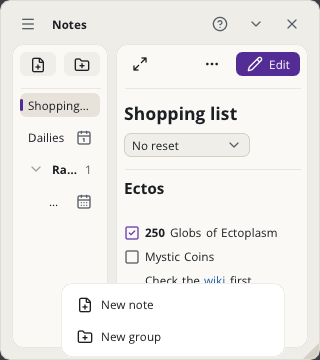 Notes
Edit
Shopping...
Dailies
Ra... 1
...
Shopping list
No reset
Ectos
250 Globs of Ectoplasm
Mystic Coins
Check the wiki first
New note
New group